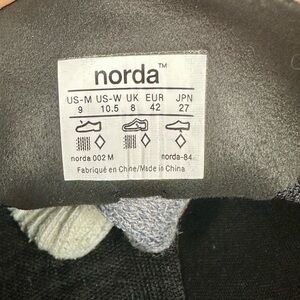 norda™
US-M US-W UK EUR JPN
9 10.5 8 42 27
norda 002 M norda-84
Fabriqué en Chine/Made in China